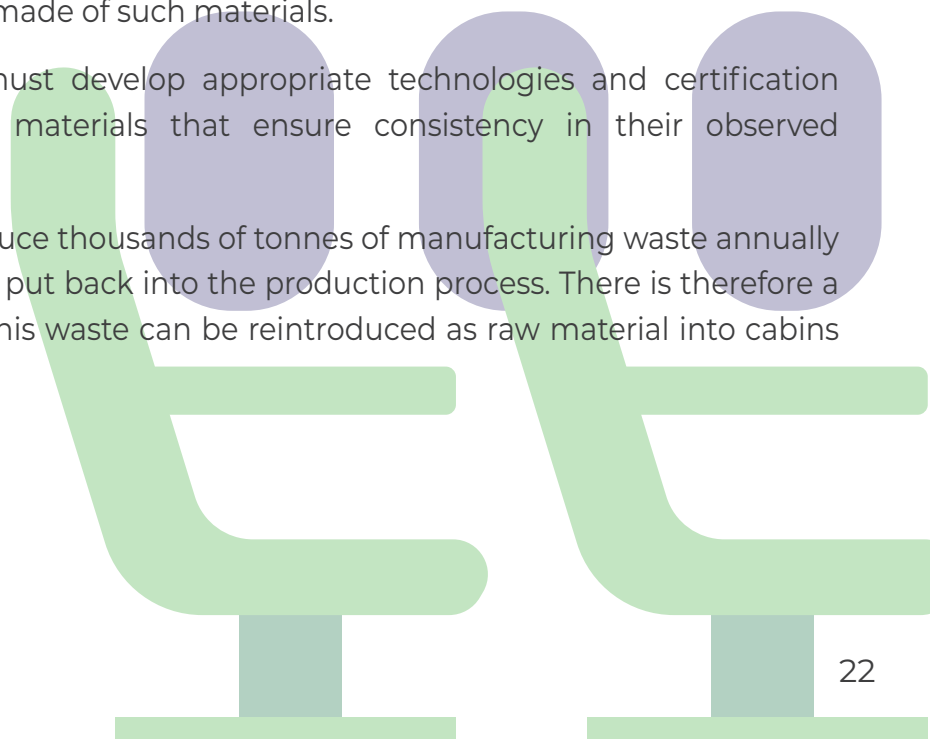 made of such materials.
must develop appropriate technologies and certification
materials that ensure consistency in their observed
uce thousands of tonnes of manufacturing waste annually
put back into the production process. There is therefore a
his waste can be reintroduced as raw material into cabins
22